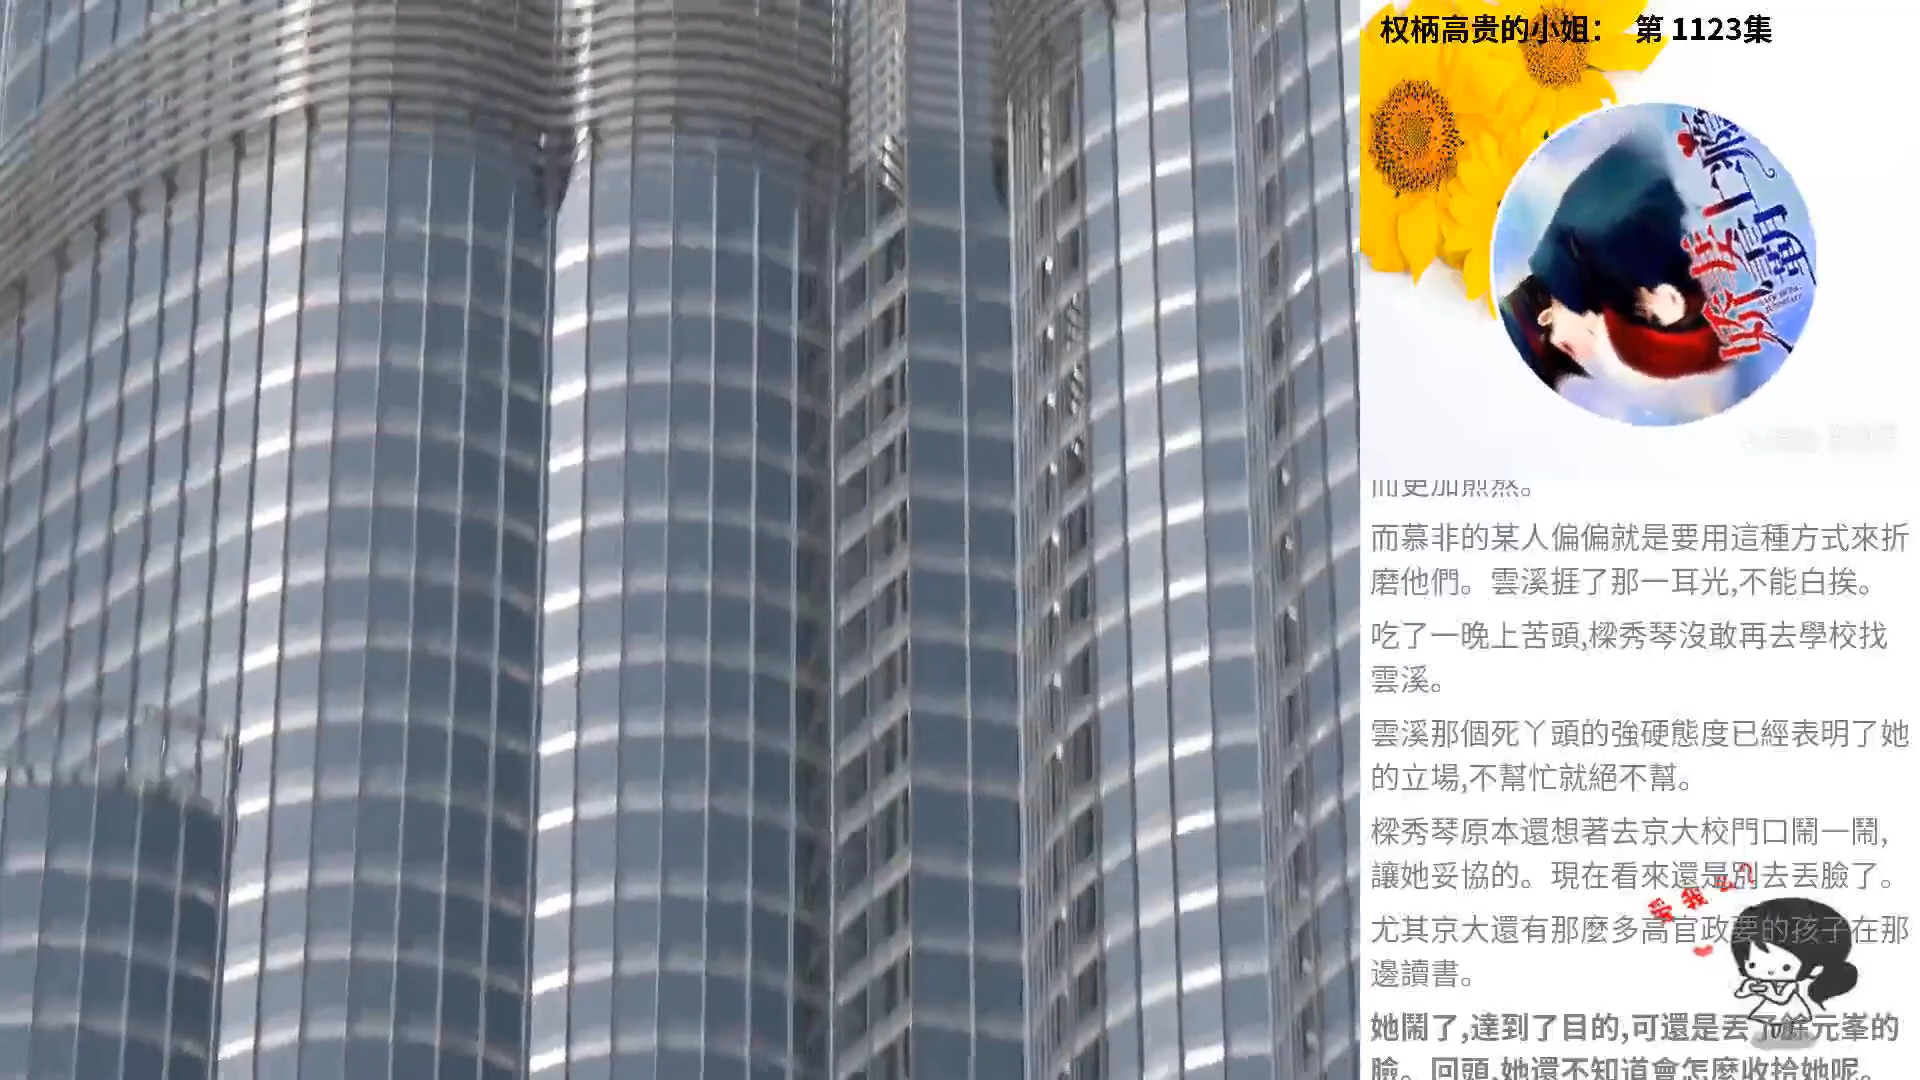 权柄高贵的小姐： 第 1123集
而更加煎熬。
而慕非的某人偏偏就是要用這種方式來折
磨他們。雲溪捱了那一耳光,不能白挨。
吃了一晚上苦頭,樑秀琴沒敢再去學校找
雲溪。
雲溪那個死丫頭的強硬態度已經表明了她
的立場,不幫忙就絕不幫。
樑秀琴原本還想著去京大校門口鬧一鬧,
讓她妥協的。現在看來還是別去丟臉了。
尤其京大還有那麼多高官政要的孩子在那
邊讀書。
她鬧了,達到了目的,可還是丟了餘元峯的
臉。回頭,她還不知道會怎麼收拾她呢。